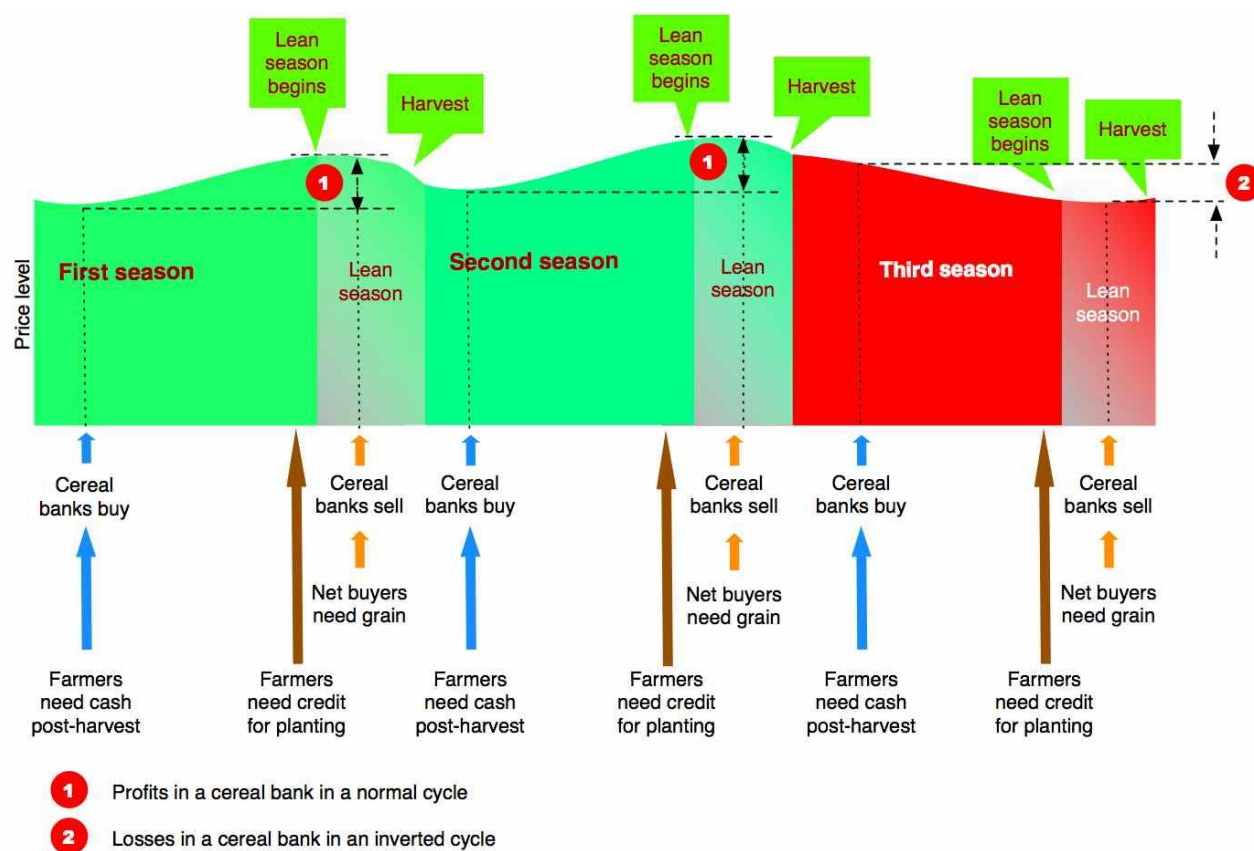 Lean
season
begins
Harvest
Lean
season
begins
Harvest
Lean
season
begins
Harvest
1
1
2
Price level
First season
Lean
season
Second season
Lean
season
Third season
Lean
season
Cereal
banks buy
Cereal
banks sell
Cereal
banks buy
Cereal
banks sell
Cereal
banks buy
Cereal
banks sell
Net buyers
need grain
Net buyers
need grain
Net buyers
need grain
Farmers
need cash
post-harvest
Farmers
need credit
for planting
Farmers
need cash
post-harvest
Farmers
need credit
for planting
Farmers
need cash
post-harvest
Farmers
need credit
for planting
1 Profits in a cereal bank in a normal cycle
2 Losses in a cereal bank in an inverted cycle